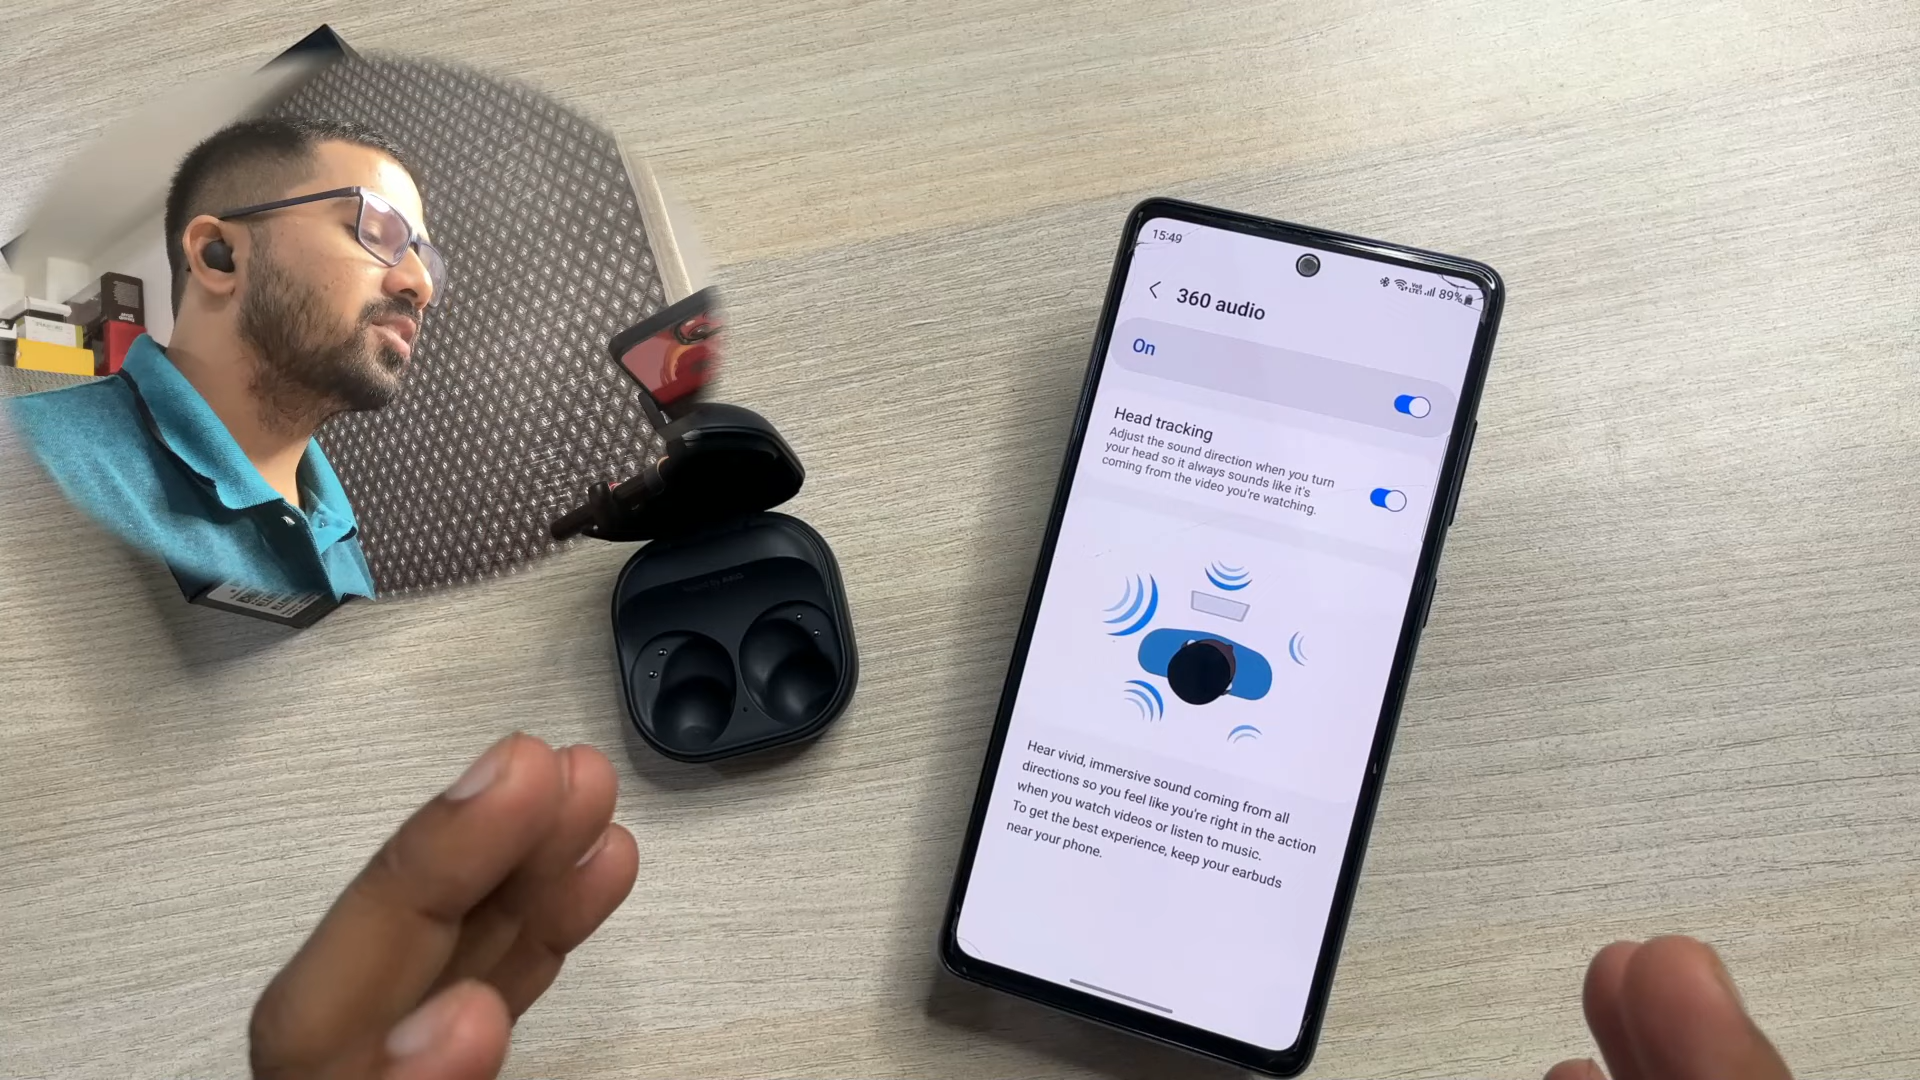 15:49
89%
360 audio
On
Head tracking
Adjust the sound direction when you turn
your head so it always sounds like it's
coming from the video you're watching.
Hear vivid, immersive sound coming from all
directions so you feel like you're right in the action
when you watch videos or listen to music.
To get the best experience, keep your earbuds
near your phone.